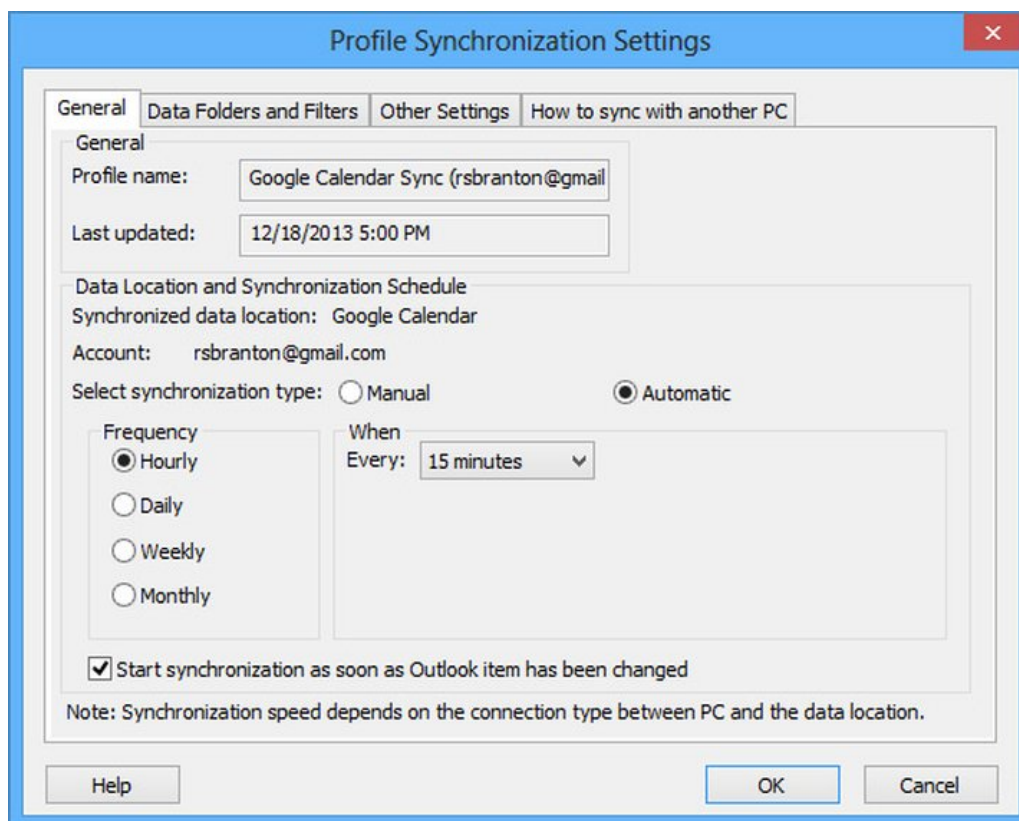 Profile Synchronization Settings
General Data Folders and Filters Other Settings How to sync with another PC
General
Profile name: Google Calendar Sync (rsbranton@gmail
Last updated: 12/18/2013 5:00 PM
Data Location and Synchronization Schedule
Synchronized data location: Google Calendar
Account: rsbranton@gmail.com
Select synchronization type: Manual Automatic
Frequency When
Hourly Every: 15 minutes
Daily
Weekly
Monthly
Start synchronization as soon as Outlook item has been changed
Note: Synchronization speed depends on the connection type between PC and the data location.
Help OK Cancel